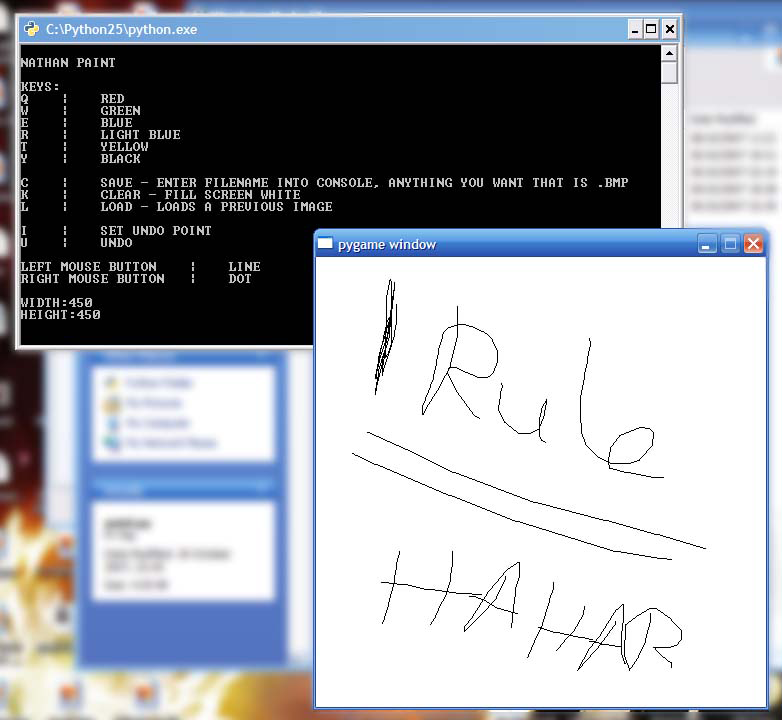 C:\Python25\python.exe
NATHAN PAINT
KEYS:
Q ¦ RED
W ¦ GREEN
E ¦ BLUE
R ¦ LIGHT BLUE
T ¦ YELLOW
Y ¦ BLACK
C ¦ SAVE - ENTER FILENAME INTO CONSOLE, ANYTHING YOU WANT THAT IS .BMP
K ¦ CLEAR - FILL SCREEN WHITE
L ¦ LOAD - LOADS A PREVIOUS IMAGE
I ¦ SET UNDO POINT
U ¦ UNDO
LEFT MOUSE BUTTON ¦ LINE
RIGHT MOUSE BUTTON ¦ DOT
WIDTH:450
HEIGHT:450
pygame window
I Rule
HAHAR